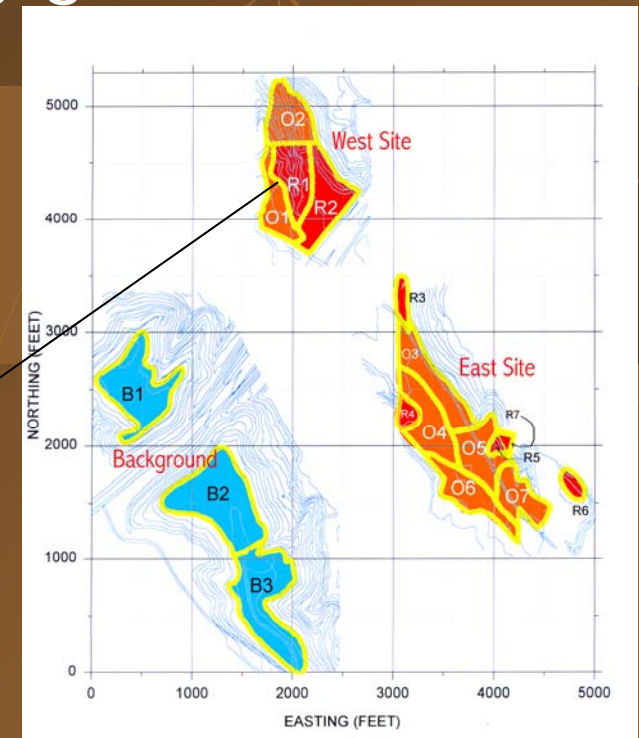 5000
O2
West Site
R1
O1
R2
4000
R3
3000
NORTHING (FEET)
O3
East Site
B1
R4
R7
O4
O5
2000
R5
Background
B2
O6
O7
R6
1000
B3
0
0
1000
2000
3000
4000
5000
EASTING (FEET)